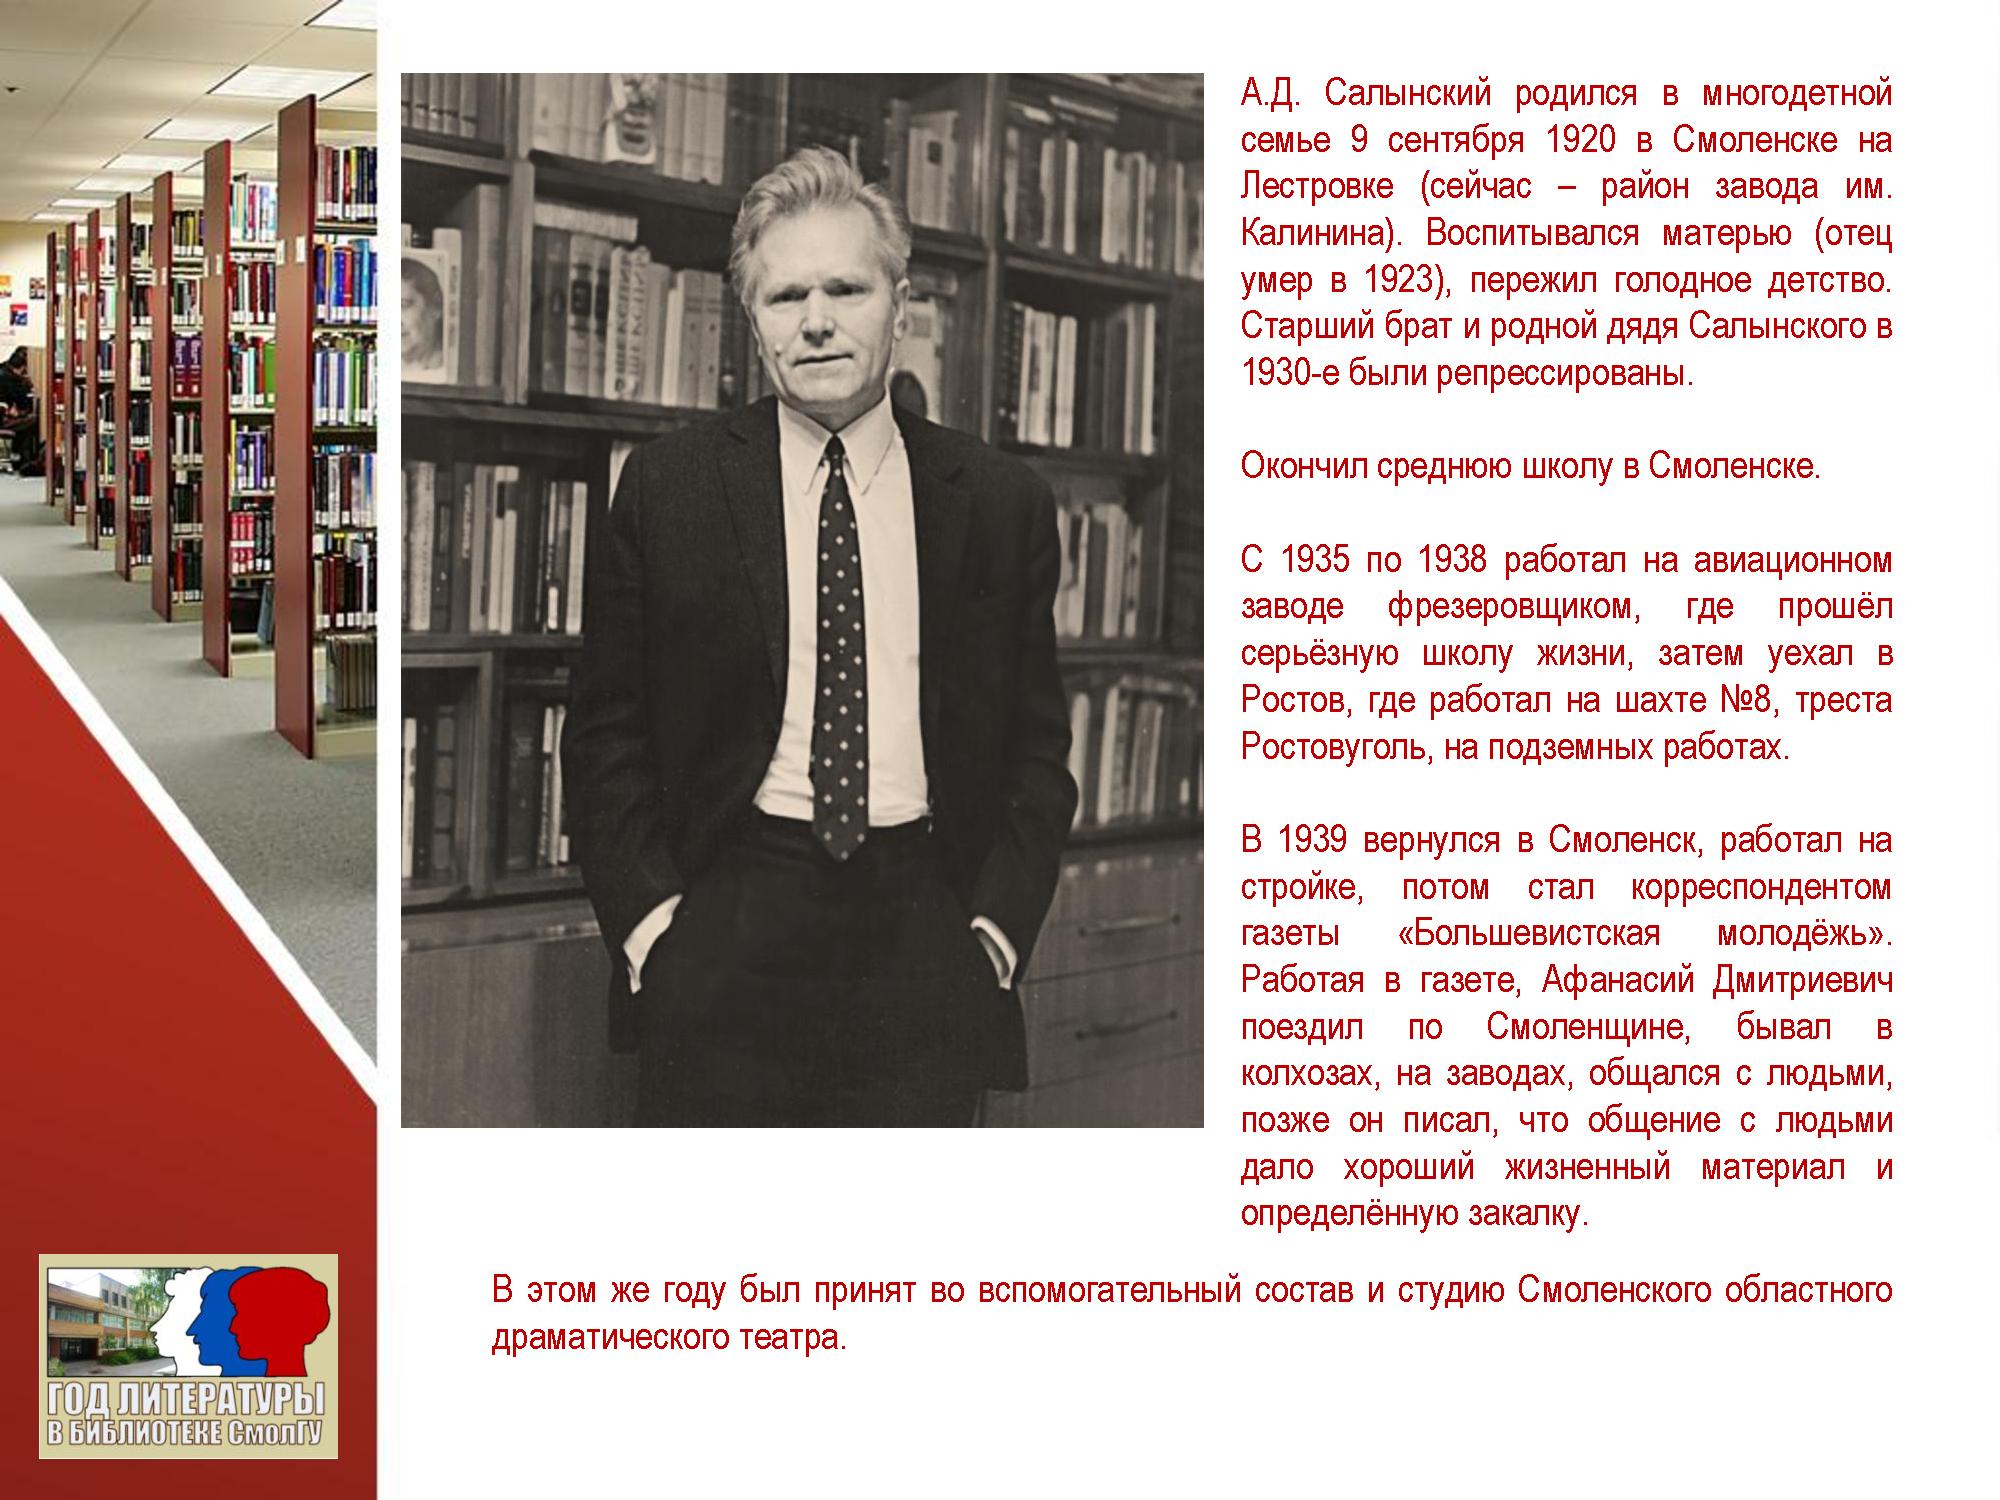 А.Д. Салынский родился в многодетной
семье 9 сентября 1920 в Смоленске на
Лестровке (сейчас – район завода им.
Калинина). Воспитывался матерью (отец
умер в 1923), пережил голодное детство.
Старший брат и родной дядя Салынского в
1930-е были репрессированы.
Окончил среднюю школу в Смоленске.
С 1935 по 1938 работал на авиационном
заводе фрезеровщиком, где прошёл
серьёзную школу жизни, затем уехал в
Ростов, где работал на шахте №8, треста
Ростовуголь, на подземных работах.
В 1939 вернулся в Смоленск, работал на
стройке, потом стал корреспондентом
газеты «Большевистская молодёжь».
Работая в газете, Афанасий Дмитриевич
поездил по Смоленщине, бывал в
колхозах, на заводах, общался с людьми,
позже он писал, что общение с людьми
дало хороший жизненный материал и
определённую закалку.
В этом же году был принят во вспомогательный состав и студию Смоленского областного
драматического театра.
ГОД ЛИТЕРАТУРЫ
В БИБЛИОТЕКЕ СмолГУ
ШЕКСПИР
ШЕКСПИР